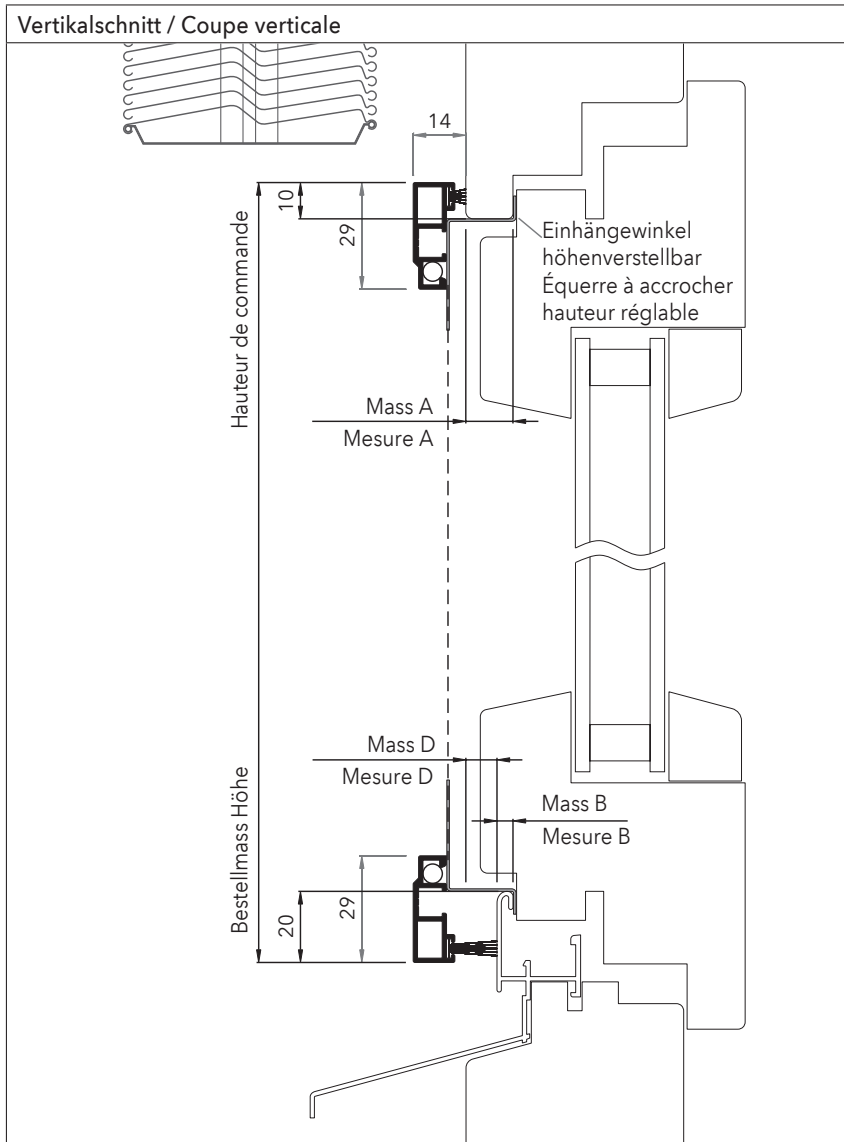 Vertikalschnitt / Coupe verticale
14
10
29
Hauteur de commande
Einhängewinkel
höhenverstellbar
Équerre à accrocher
hauteur réglable
Mass A
Mesure A
Mass D
Mesure D
Mass B
Mesure B
Bestellmass Höhe
29
20